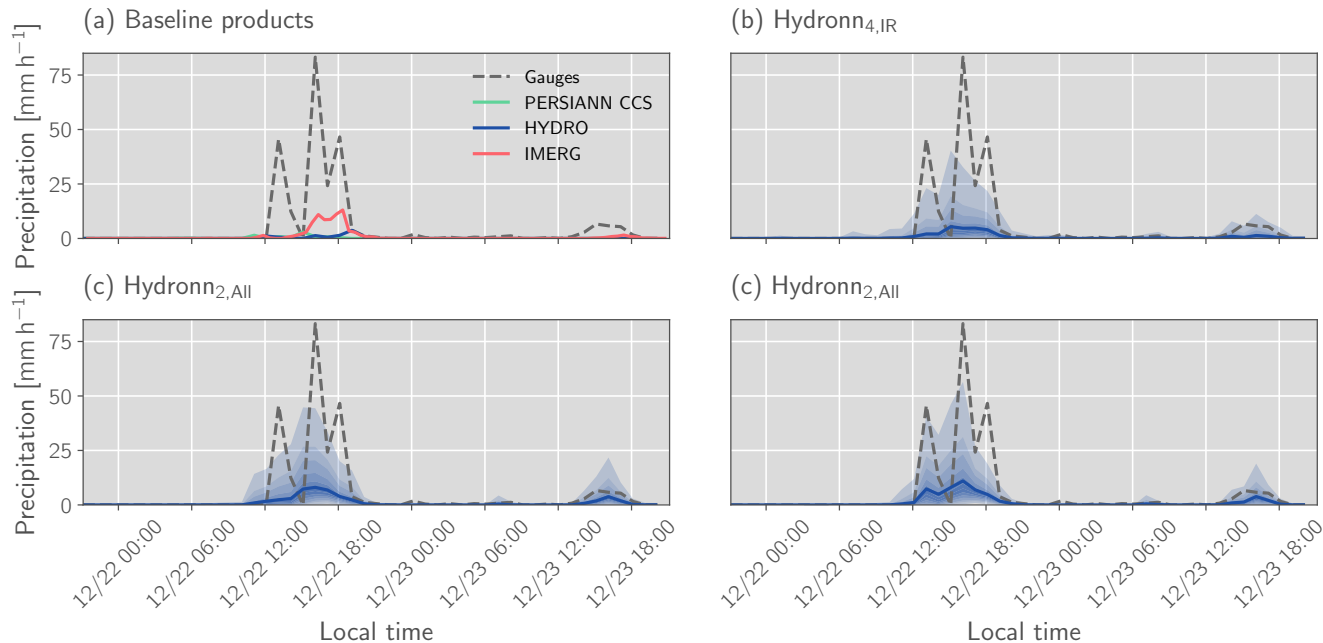 (a) Baseline products
Precipitation [mm h⁻¹]
75
50
25
0
Gauges
PERSIANN CCS
HYDRO
IMERG
(b) Hydronn₄,IR
(c) Hydronn₂,All
Precipitation [mm h⁻¹]
75
50
25
0
12/22 00:00
12/22 06:00
12/22 12:00
12/22 18:00
12/23 00:00
12/23 06:00
12/23 12:00
12/23 18:00
Local time
(c) Hydronn₂,All
12/22 00:00
12/22 06:00
12/22 12:00
12/22 18:00
12/23 00:00
12/23 06:00
12/23 12:00
12/23 18:00
Local time